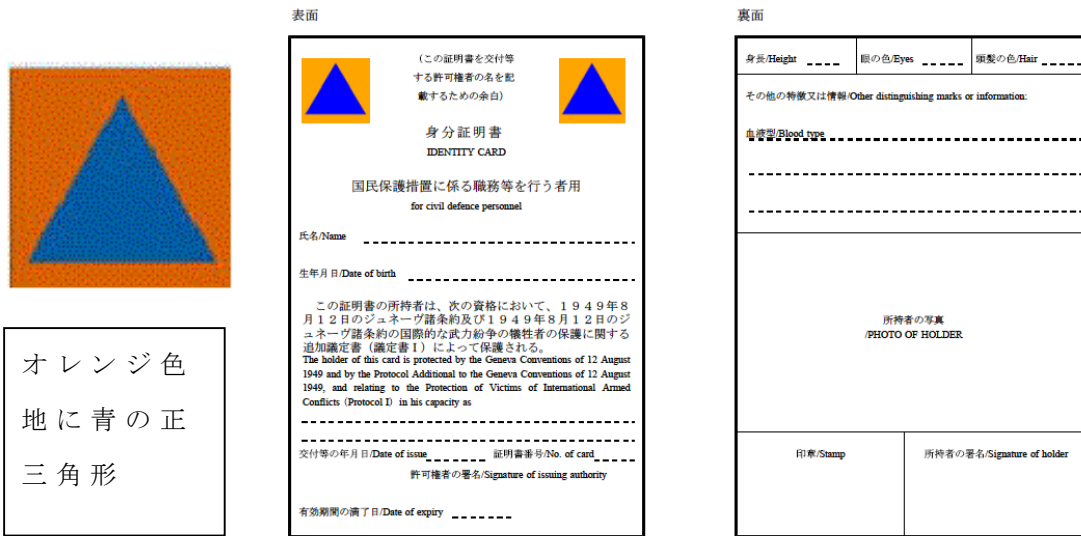 表面
(この証明書を交付等
する許可権者の名を記
載するための余白)
身分証明書
IDENTITY CARD
国民保護措置に係る職務等を行う者用
for civil defence personnel
氏名/Name
生年月日/Date of birth
この証明書の所持者は、次の資格において、１９４９年８
月１２日のジュネーヴ諸条約及び１９４９年８月１２日のジ
ュネーヴ諸条約の国際的な武力紛争の犠牲者の保護に関する
追加議定書（議定書Ⅰ）によって保護される。
The holder of this card is protected by the Geneva Conventions of 12 August
1949 and by the Protocol Additional to the Geneva Conventions of 12 August
1949, and relating to the Protection of Victims of International Armed
Conflicts (Protocol I) in his capacity as
交付等の年月日/Date of issue 証明書番号/No. of card
許可権者の署名/Signature of issuing authority
有効期間の満了日/Date of expiry
裏面
身長/Height 眼の色/Eyes 頭髪の色/Hair
その他の特徴又は情報/Other distinguishing marks or information:
血液型/Blood type
所持者の写真
/PHOTO OF HOLDER
印章/Stamp 所持者の署名/Signature of holder
オレンジ色
地に青の正
三角形